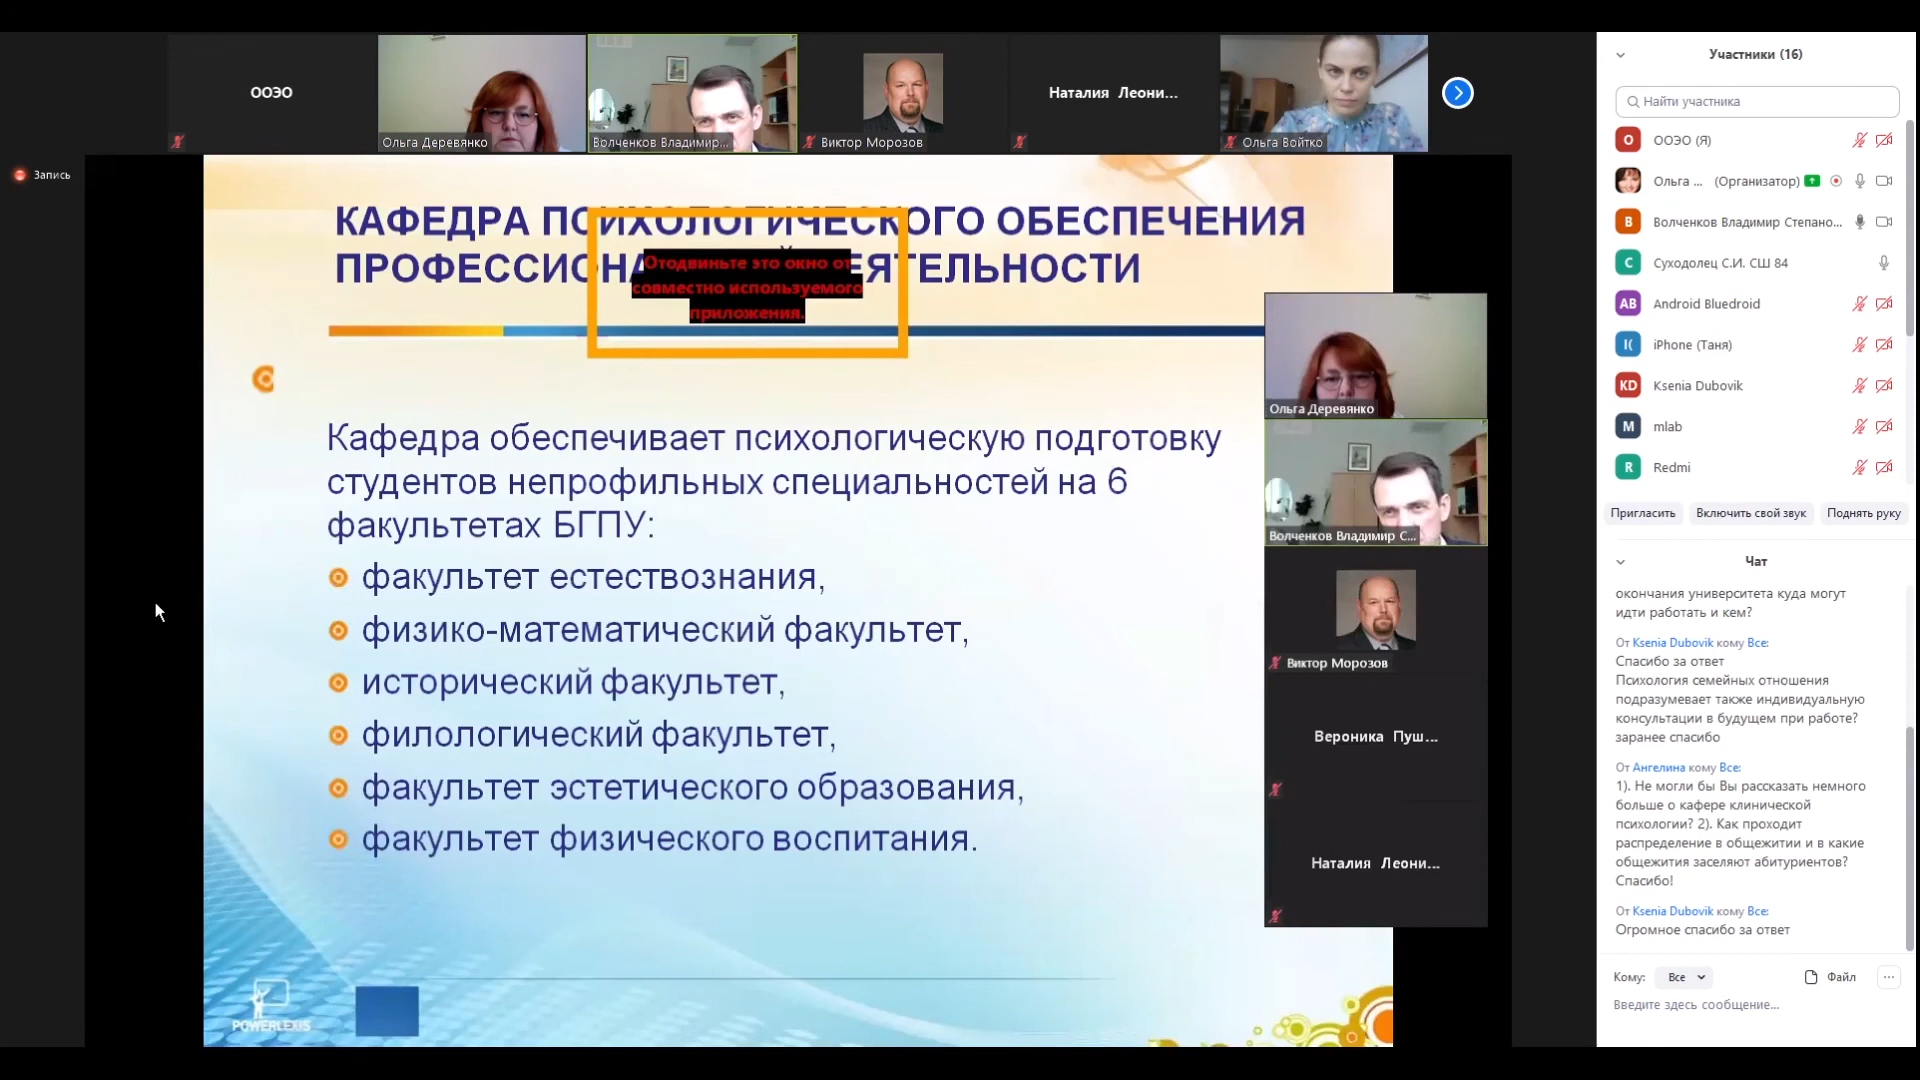 ООЭО
Ольга Деревянко
Волченков Владимир...
Виктор Морозов
Наталия Леони...
Ольга Войтко
Запись
КАФЕДРА ПСИХОЛОГИЧЕСКОГО ОБЕСПЕЧЕНИЯ
ПРОФЕССИОНА ЕЯТЕЛЬНОСТИ
Отодвиньте это окно от
совместно используемого
приложения.
Кафедра обеспечивает психологическую подготовку
студентов непрофильных специальностей на 6
факультетах БГПУ:
факультет естествознания,
физико-математический факультет,
исторический факультет,
филологический факультет,
факультет эстетического образования,
факультет физического воспитания.
POWERLEXIS
Ольга Деревянко
Волченков Владимир С...
Виктор Морозов
Вероника Пуш...
Наталия Леони...
Участники (16)
Найти участника
О ООЭО (Я)
Ольга ... (Организатор)
В Волченков Владимир Степано...
С Суходолец С.И. СШ 84
AB Android Bluedroid
I( iPhone (Таня)
KD Ksenia Dubovik
M mlab
R Redmi
Пригласить Включить свой звук Поднять руку
Чат
окончания университета куда могут
идти работать и кем?
От Ksenia Dubovik кому Все:
Спасибо за ответ
Психология семейных отношения
подразумевает также индивидуальную
консультации в будущем при работе?
заранее спасибо
От Ангелина кому Все:
1). Не могли бы Вы рассказать немного
больше о кафере клинической
психологии? 2). Как проходит
распределение в общежитии и в какие
общежития заселяют абитуриентов?
Спасибо!
От Ksenia Dubovik кому Все:
Огромное спасибо за ответ
Кому: Все Файл ...
Введите здесь сообщение...